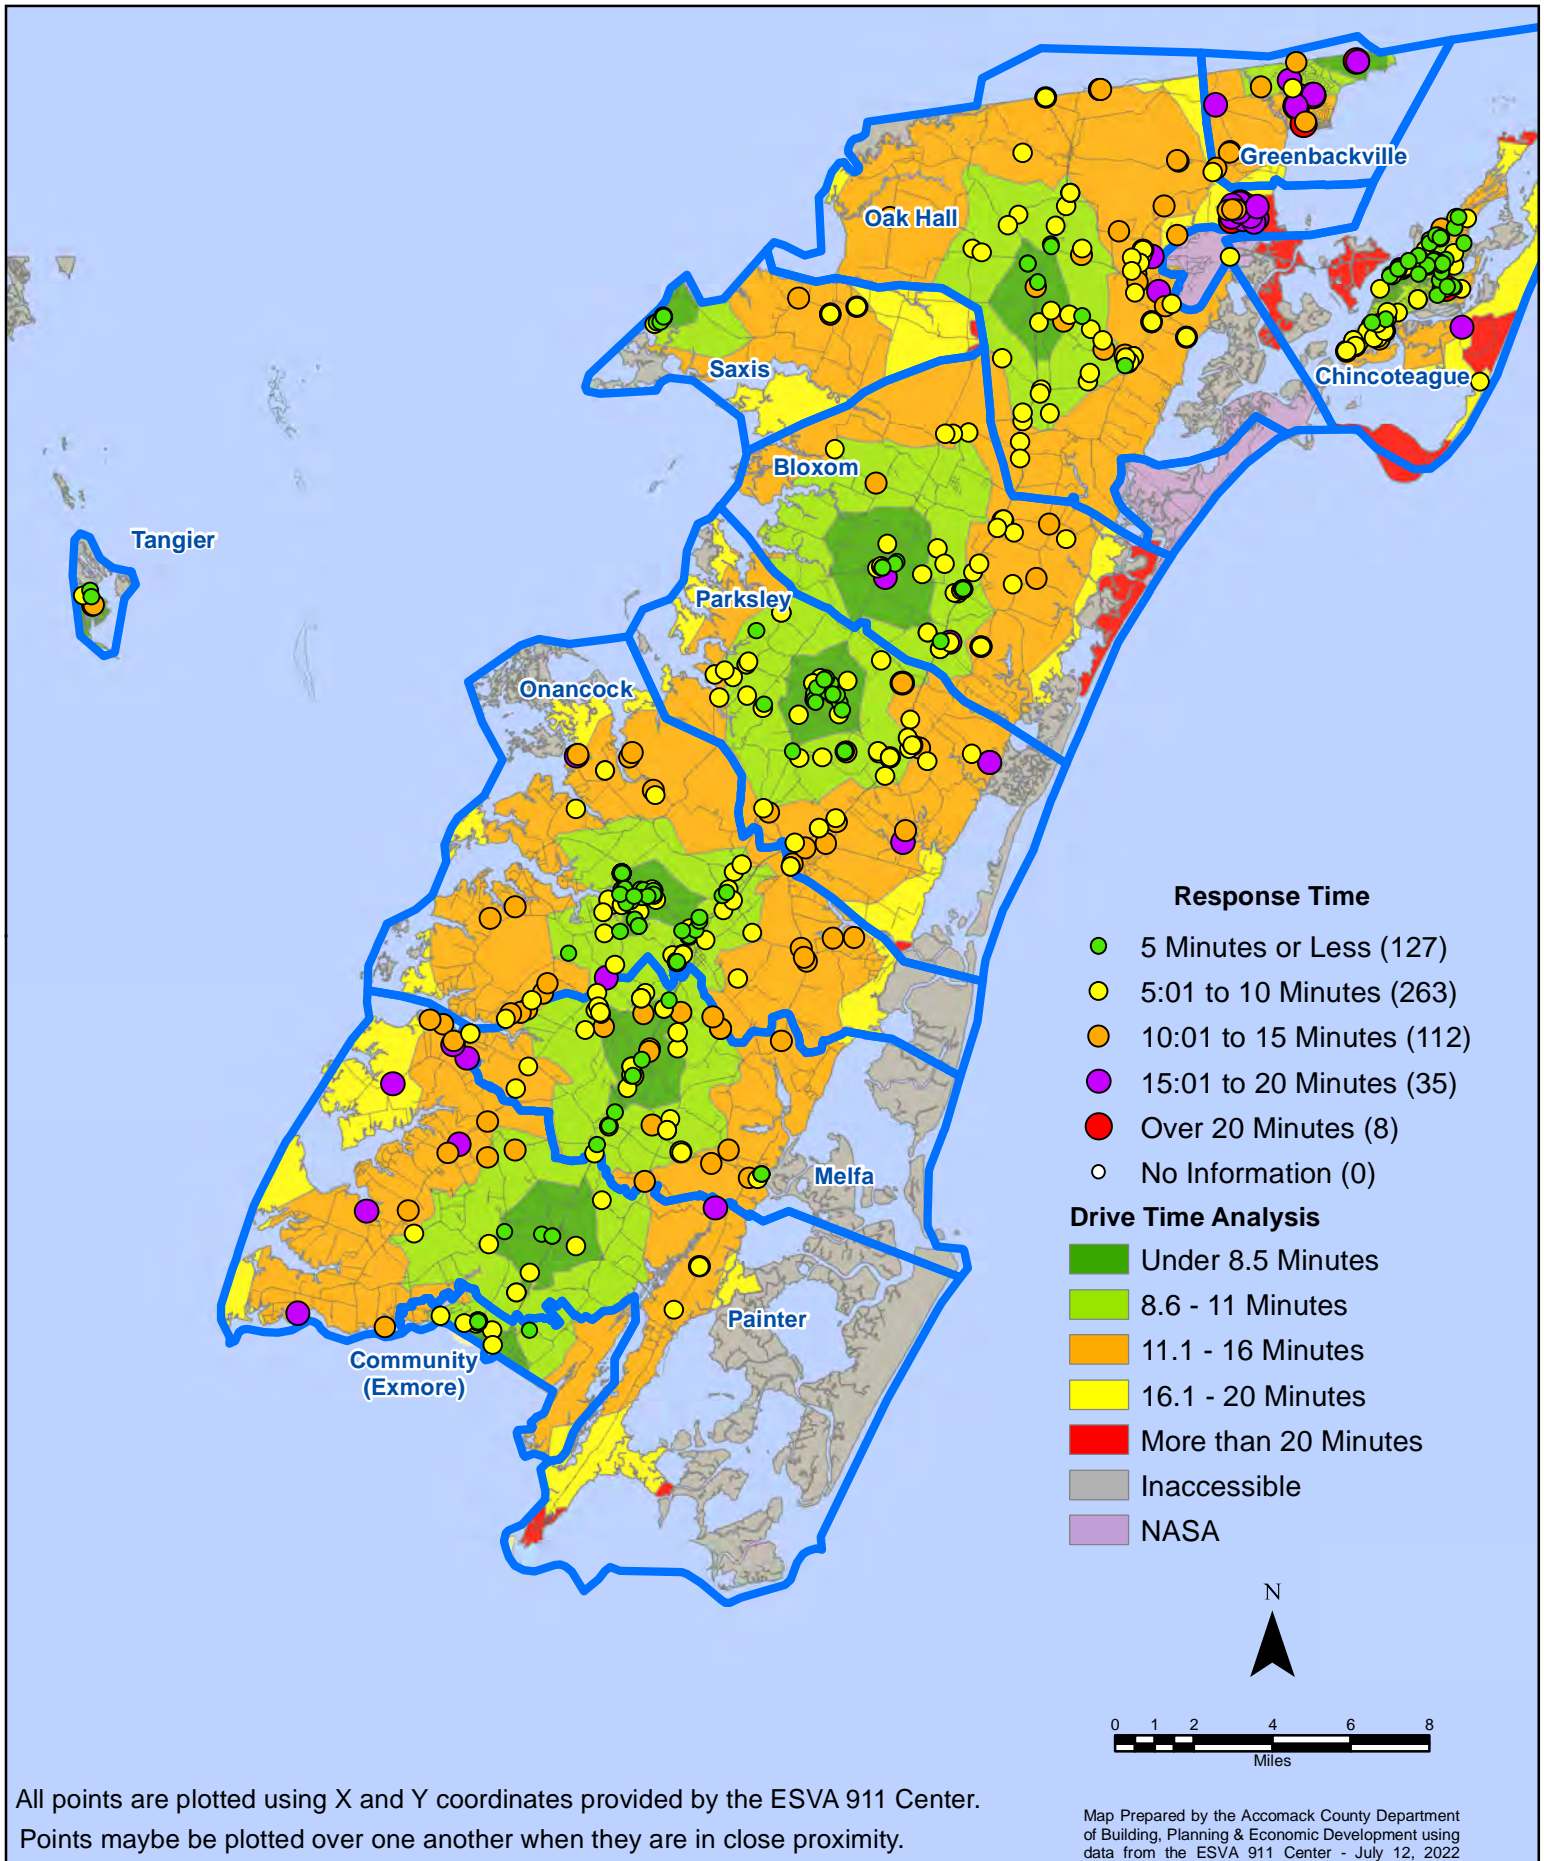 Greenbackville
Oak Hall
Saxis
Chincoteague
Bloxom
Tangier
Parksley
Onancock
Response Time
5 Minutes or Less (127)
5:01 to 10 Minutes (263)
10:01 to 15 Minutes (112)
15:01 to 20 Minutes (35)
Over 20 Minutes (8)
No Information (0)
Melfa
Drive Time Analysis
Under 8.5 Minutes
8.6 - 11 Minutes
11.1 - 16 Minutes
16.1 - 20 Minutes
More than 20 Minutes
Inaccessible
NASA
Painter
Community
(Exmore)
N
0 1 2 4 6 8
Miles
All points are plotted using X and Y coordinates provided by the ESVA 911 Center.
Points maybe be plotted over one another when they are in close proximity.
Map Prepared by the Accomack County Department
of Building, Planning & Economic Development using
data from the ESVA 911 Center - July 12, 2022